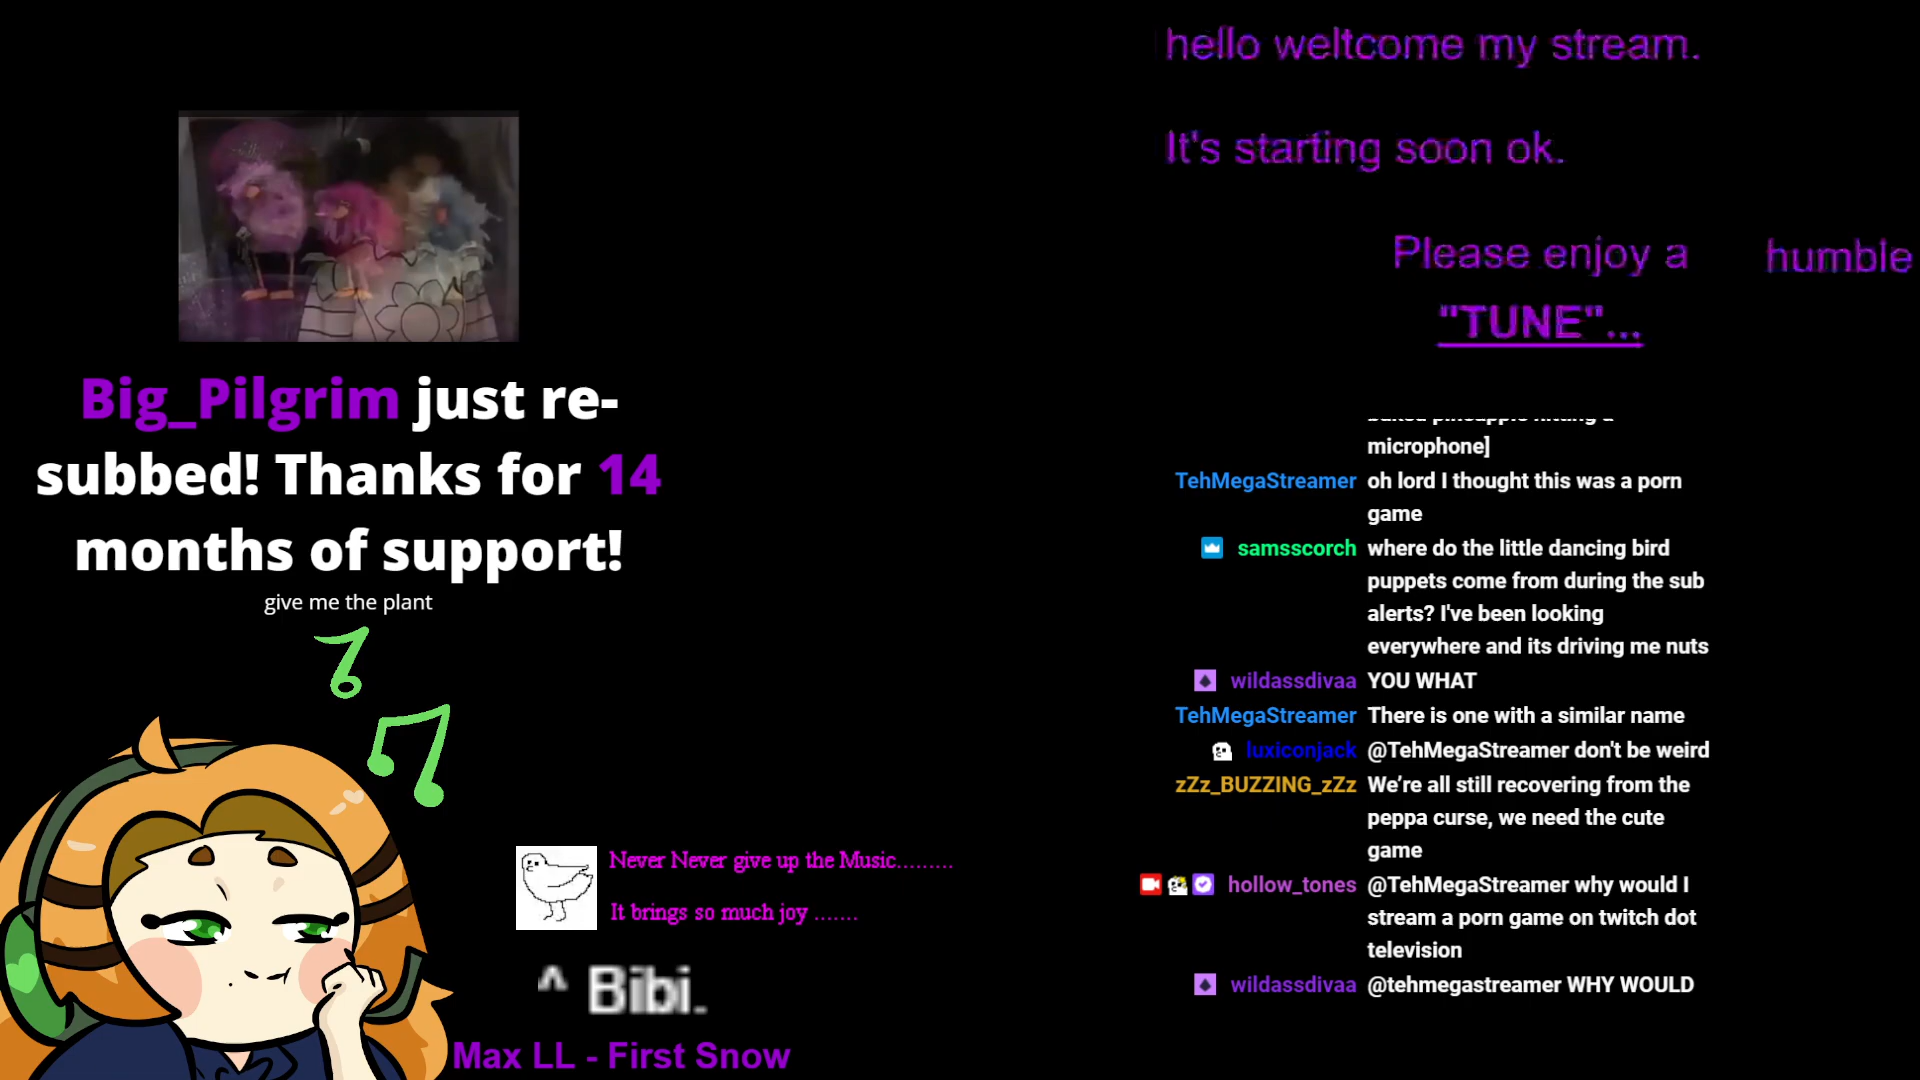 Big_Pilgrim just re-
subbed! Thanks for 14
months of support!
give me the plant
Never Never give up the Music.........
It brings so much joy .......
^ Bibi.
Max LL - First Snow
hello weltcome my stream.
It's starting soon ok.
Please enjoy a humble
"TUNE"...
microphone]
TehMegaStreamer oh lord I thought this was a porn
game
samsscorch where do the little dancing bird
puppets come from during the sub
alerts? I've been looking
everywhere and its driving me nuts
wildassdivaa YOU WHAT
TehMegaStreamer There is one with a similar name
luxiconjack @TehMegaStreamer don't be weird
zZz_BUZZING_zZz We’re all still recovering from the
peppa curse, we need the cute
game
hollow_tones @TehMegaStreamer why would I
stream a porn game on twitch dot
television
wildassdivaa @tehmegastreamer WHY WOULD